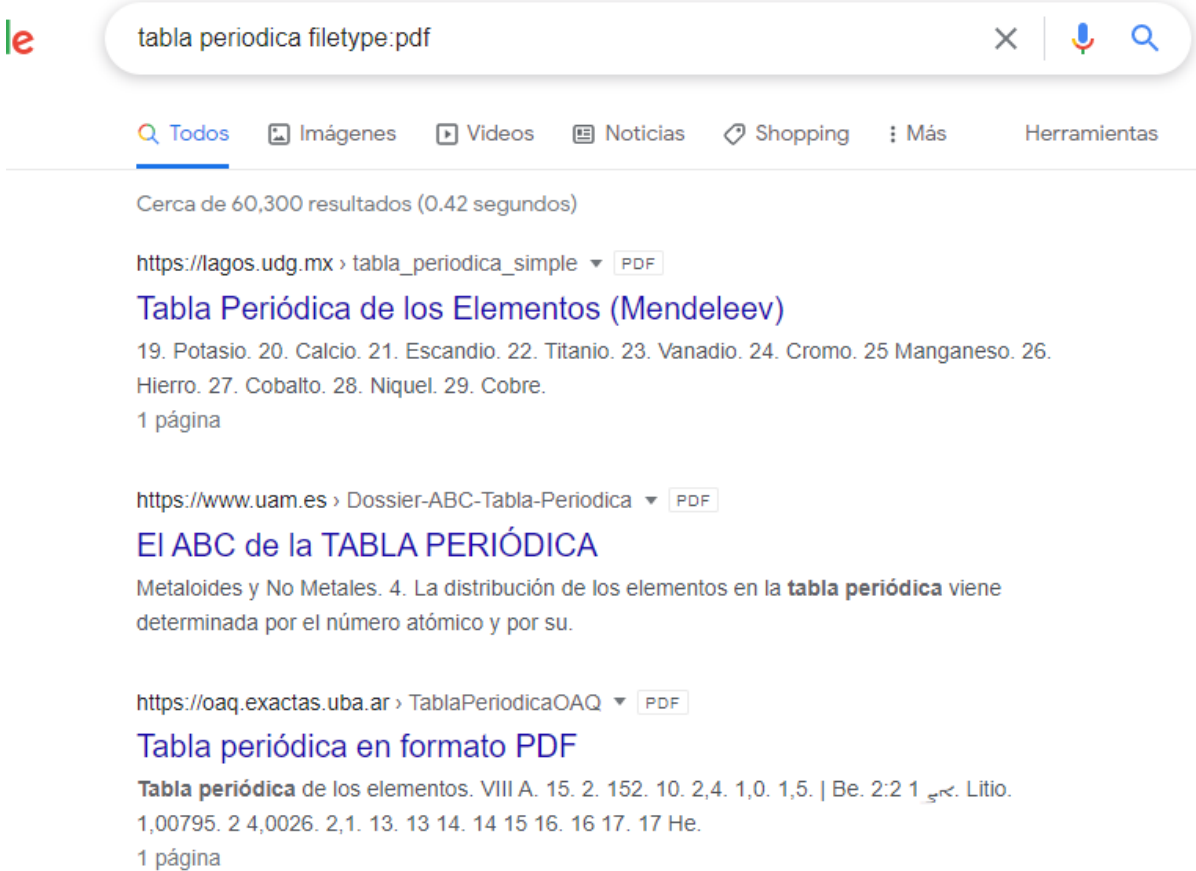 le
tabla periodica filetype:pdf
Todos Imágenes Videos Noticias Shopping Más Herramientas
Cerca de 60,300 resultados (0.42 segundos)
https://lagos.udg.mx › tabla_periodica_simple PDF
Tabla Periódica de los Elementos (Mendeleev)
19. Potasio. 20. Calcio. 21. Escandio. 22. Titanio. 23. Vanadio. 24. Cromo. 25 Manganeso. 26.
Hierro. 27. Cobalto. 28. Niquel. 29. Cobre.
1 página
https://www.uam.es › Dossier-ABC-Tabla-Periodica PDF
El ABC de la TABLA PERIÓDICA
Metaloides y No Metales. 4. La distribución de los elementos en la tabla periódica viene
determinada por el número atómico y por su.
https://oaq.exactas.uba.ar › TablaPeriodicaOAQ PDF
Tabla periódica en formato PDF
Tabla periódica de los elementos. VIII A. 15. 2. 152. 10. 2,4. 1,0. 1,5. | Be. 2:2 1 . Litio.
1,00795. 2 4,0026. 2,1. 13. 13 14. 14 15 16. 16 17. 17 He.
1 página